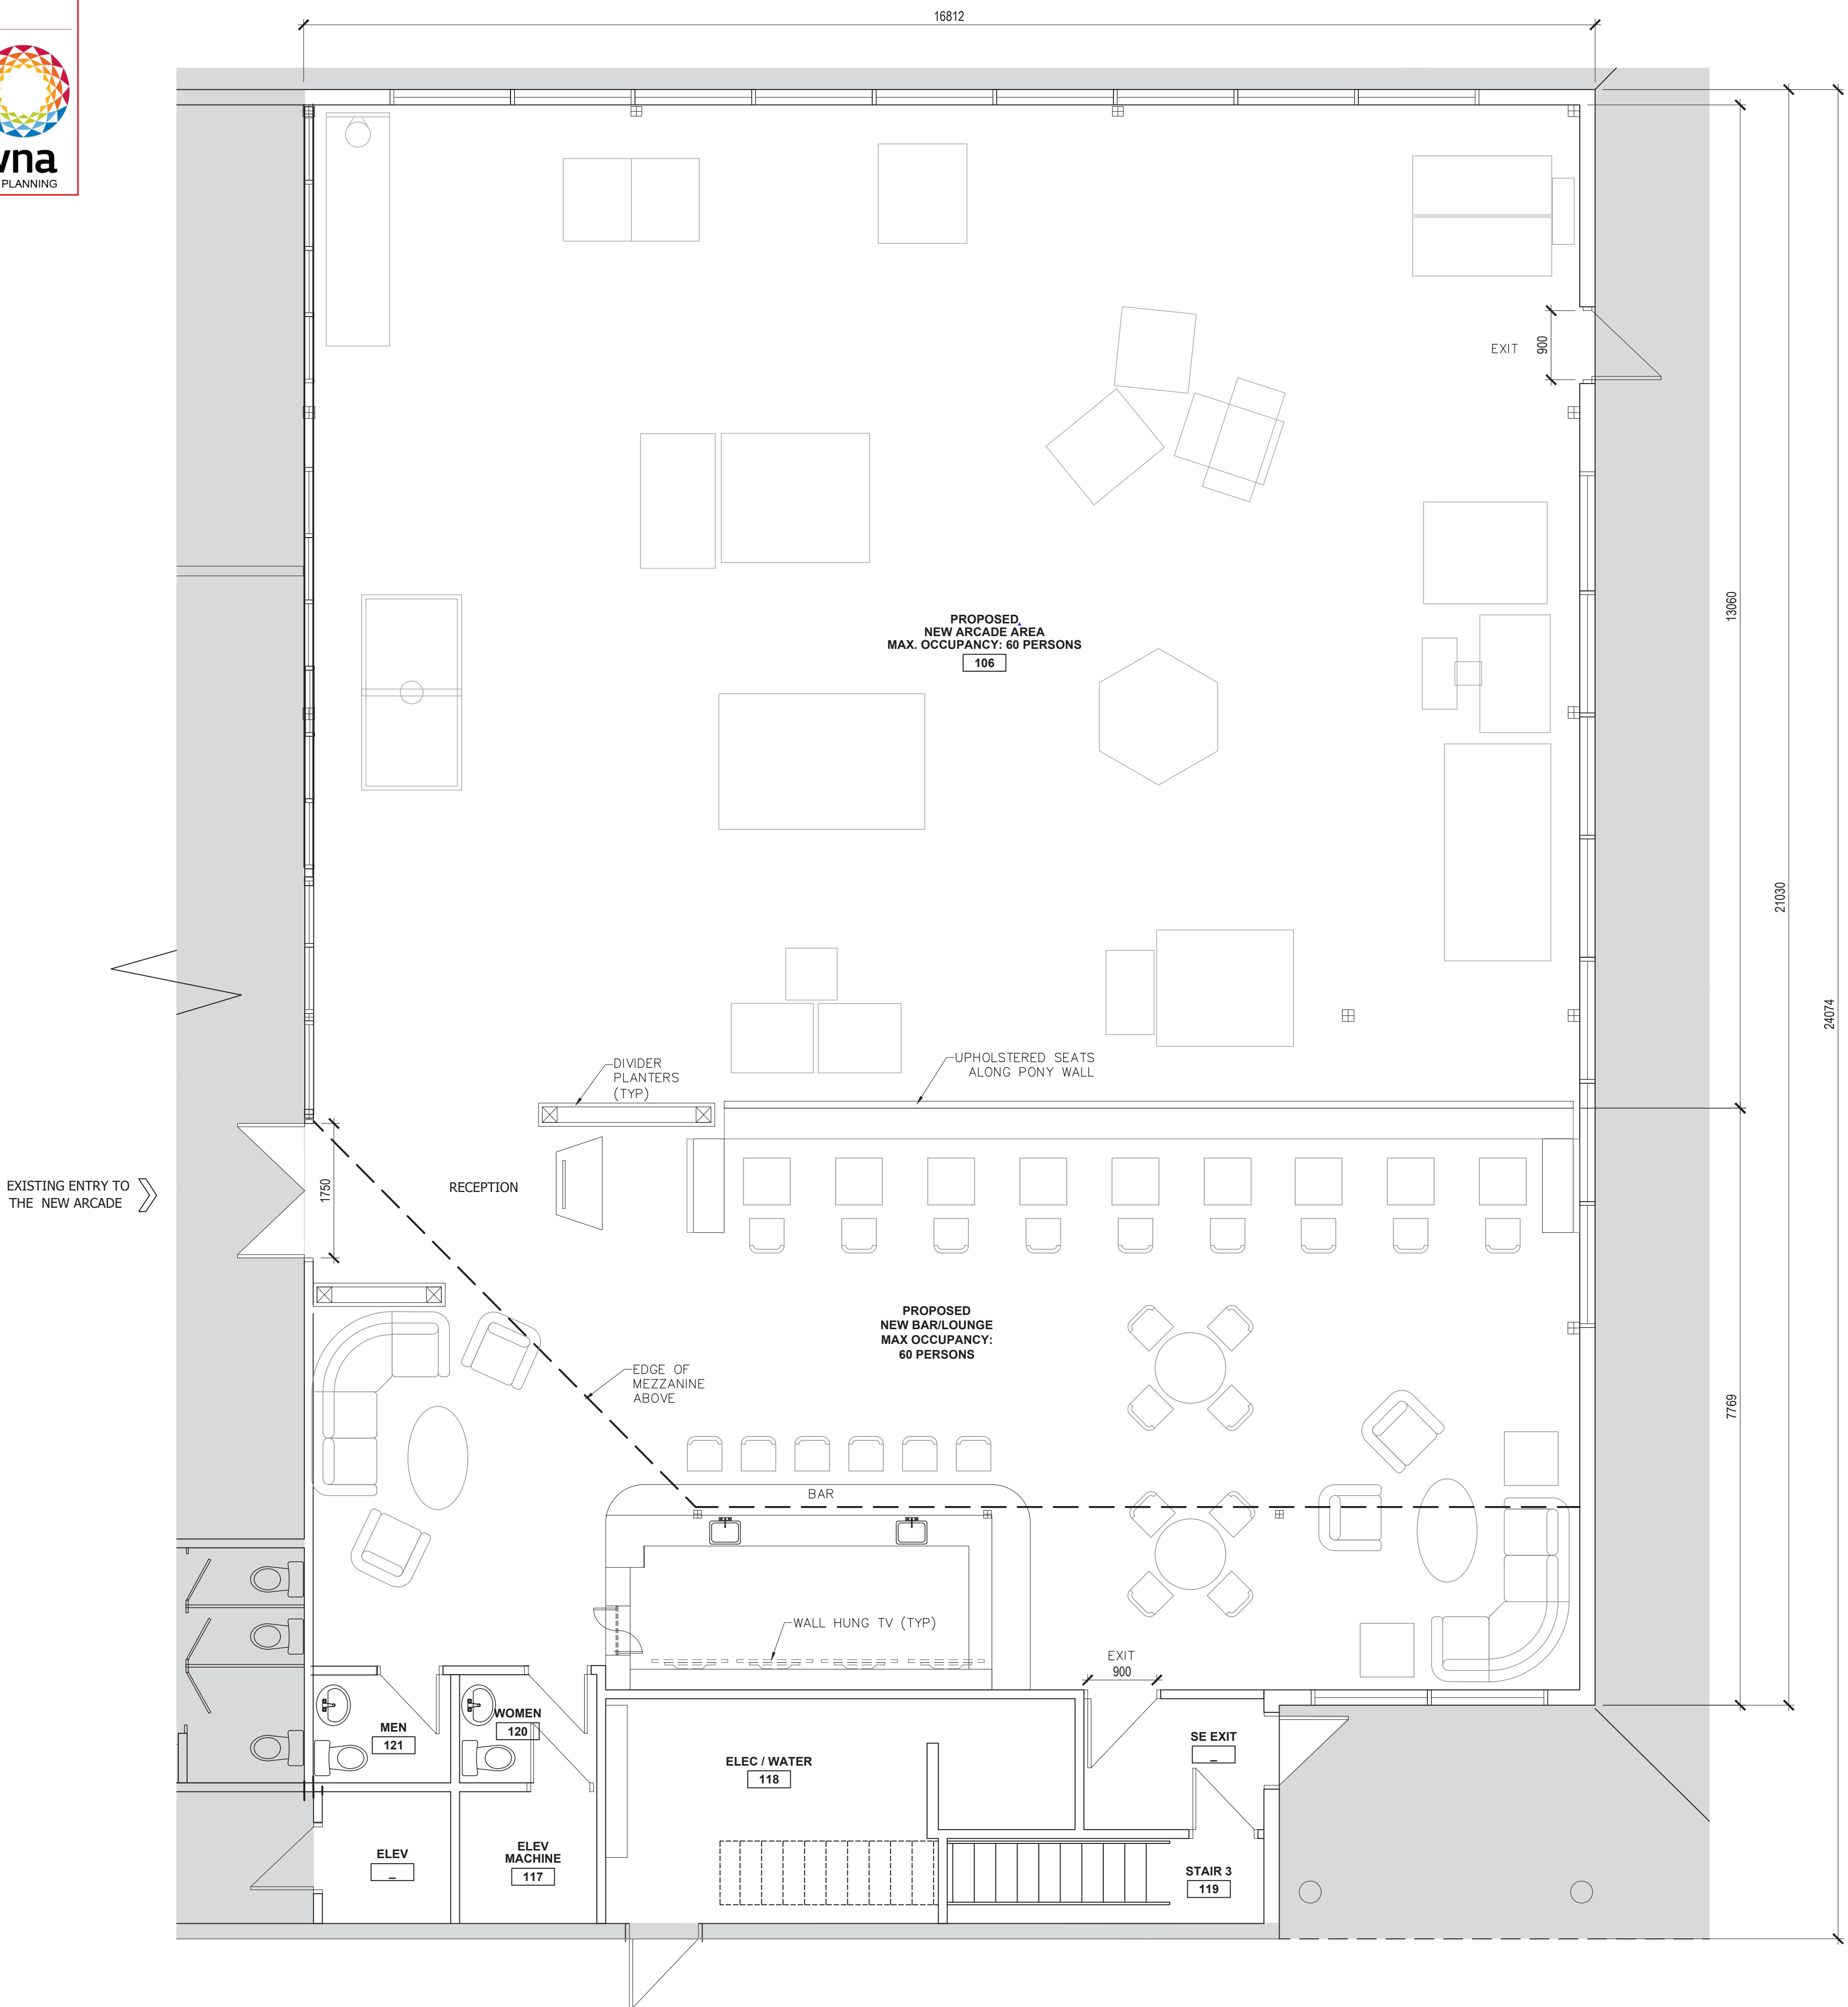 16812
wna
PLANNING
EXIT
900
13060
PROPOSED
NEW ARCADE AREA
MAX. OCCUPANCY: 60 PERSONS
106
21030
24074
DIVIDER
PLANTERS
(TYP)
UPHOLSTERED SEATS
ALONG PONY WALL
EXISTING ENTRY TO
THE NEW ARCADE
1750
RECEPTION
PROPOSED
NEW BAR/LOUNGE
MAX OCCUPANCY:
60 PERSONS
EDGE OF
MEZZANINE
ABOVE
7769
BAR
WALL HUNG TV (TYP)
EXIT
900
MEN
121
WOMEN
120
ELEC / WATER
118
SE EXIT
_
ELEV
_
ELEV
MACHINE
117
STAIR 3
119